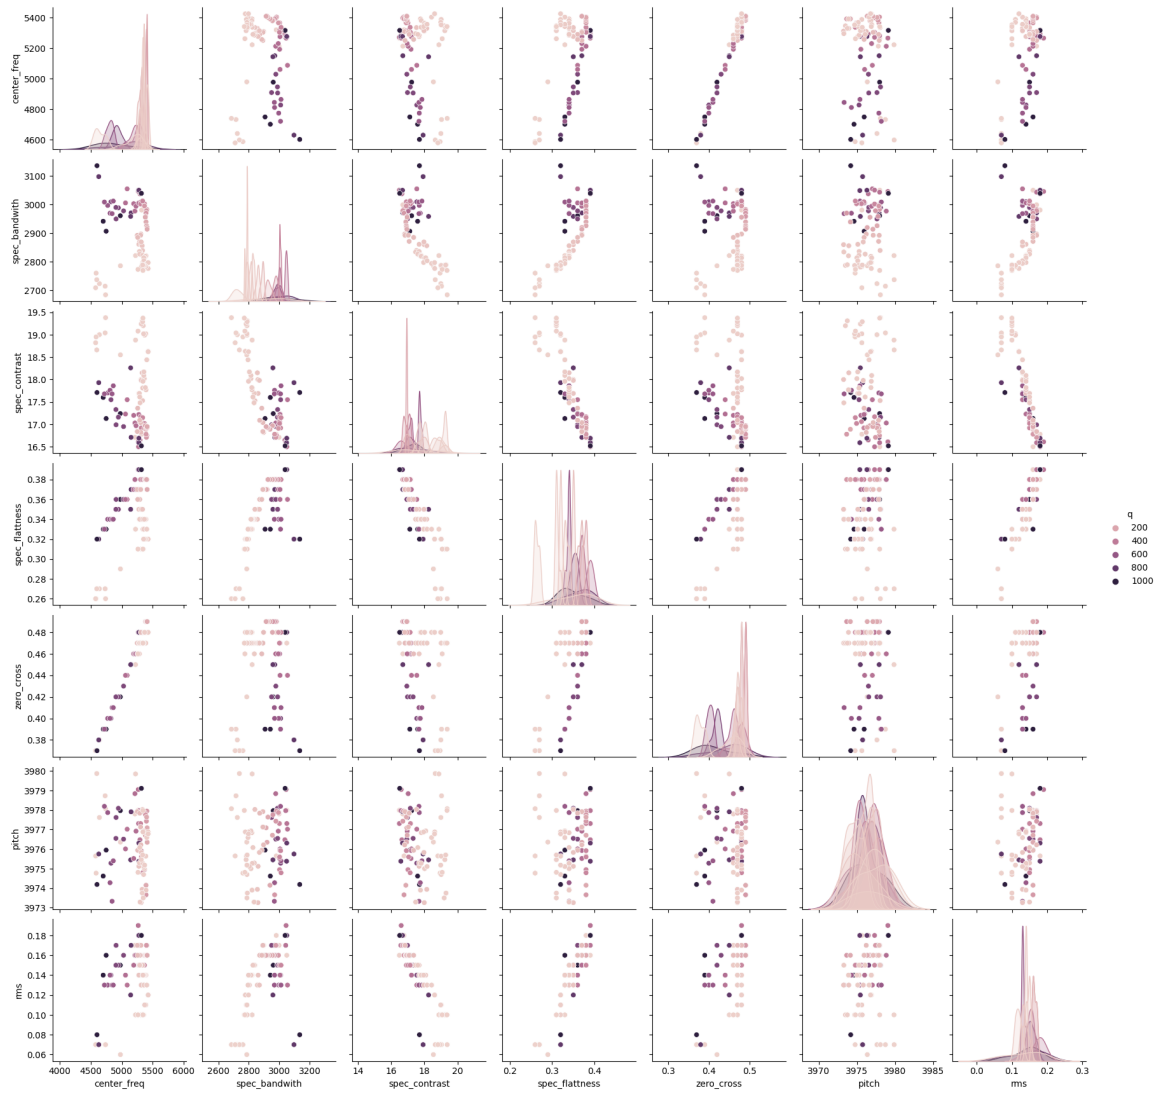 5400
5200
5000
4800
4600
center_freq
3100
3000
2900
2800
2700
spec_bandwith
19.5
19.0
18.5
18.0
17.5
17.0
16.5
spec_contrast
0.38
0.36
0.34
0.32
0.30
0.28
0.26
spec_flattness
q
200
400
600
800
1000
0.48
0.46
0.44
0.42
0.40
0.38
zero_cross
3980
3979
3978
3977
3976
3975
3974
3973
pitch
0.18
0.16
0.14
0.12
0.10
0.08
0.06
rms
4000 4500 5000 5500 6000
center_freq
2600 2800 3000 3200
spec_bandwith
14 16 18 20
spec_contrast
0.2 0.3 0.4
spec_flattness
0.3 0.4 0.5
zero_cross
3970 3975 3980 3985
pitch
0.0 0.1 0.2 0.3
rms